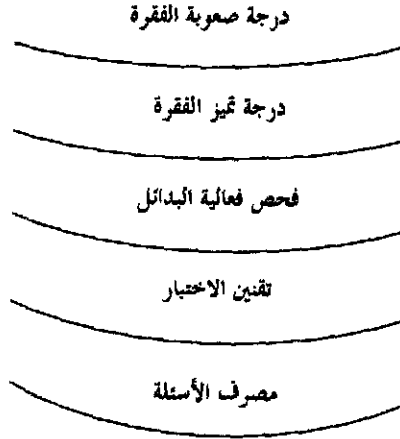 درجة صعوبة الفقرة
درجة تميز الفقرة
فحص فعالية البدائل
تقنين الاختبار
مصرف الأسئلة